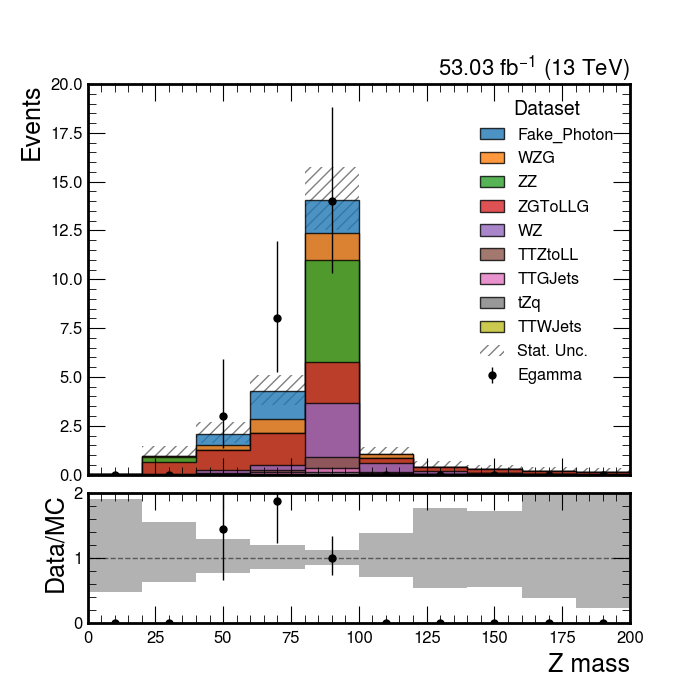 53.03 fb⁻¹ (13 TeV)
Events
20.0
17.5
15.0
12.5
10.0
7.5
5.0
2.5
0.0
Dataset
Fake_Photon
WZG
ZZ
ZGToLLG
WZ
TTZtoLL
TTGJets
tZq
TTWJets
Stat. Unc.
Egamma
Data/MC
2
1
0
0 25 50 75 100 125 150 175 200
Z mass